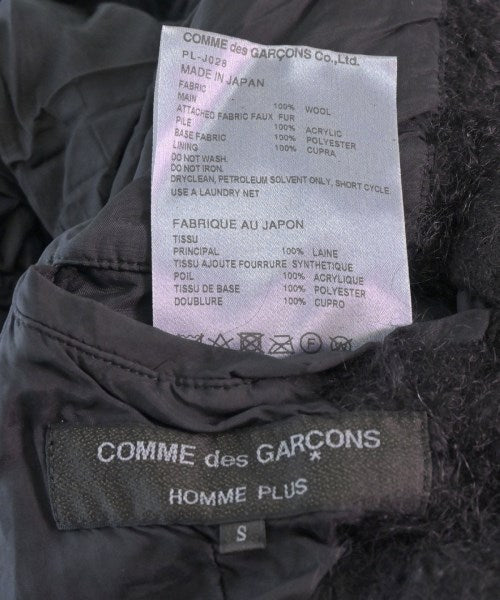 COMME des GARÇONS Co., Ltd.
PL-J028
MADE IN JAPAN
FABRIC
MAIN 100% WOOL
ATTACHED FABRIC FAUX FUR
PILE 100% ACRYLIC
BASE FABRIC 100% POLYESTER
LINING 100% CUPRA
DO NOT WASH.
DO NOT IRON.
DRYCLEAN, PETROLEUM SOLVENT ONLY, SHORT CYCLE.
USE A LAUNDRY NET
FABRIQUE AU JAPON
TISSU
PRINCIPAL 100% LAINE
TISSU AJOUTE FOURRURE SYNTHETIQUE
POIL 100% ACRYLIQUE
TISSU DE BASE 100% POLYESTER
DOUBLURE 100% CUPRO
COMME des GARÇONS
HOMME PLUS
S